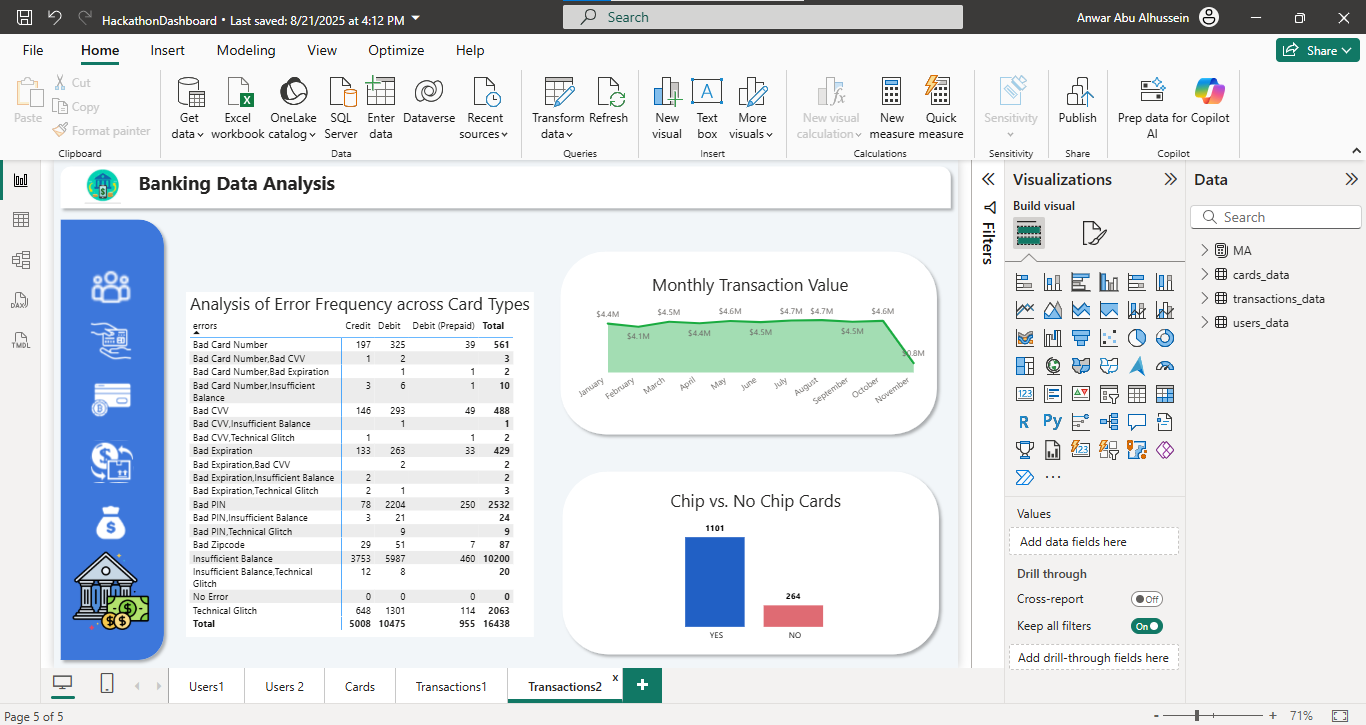 HackathonDashboard • Last saved: 8/21/2025 at 4:12 PM
Search
Anwar Abu Alhussein
File Home Insert Modeling View Optimize Help
Share
Paste
Cut
Copy
Format painter
Clipboard
Get data
Excel workbook
OneLake catalog
SQL Server
Enter data
Dataverse
Recent sources
Data
Transform data
Refresh
Queries
New visual
Text box
More visuals
Insert
New visual calculation
New measure
Quick measure
Calculations
Sensitivity
Sensitivity
Publish
Share
Prep data for AI
Copilot
Copilot
DAX
TMDL
Banking Data Analysis
Analysis of Error Frequency across Card Types
errors Credit Debit Debit (Prepaid) Total
Bad Card Number 197 325 39 561
Bad Card Number,Bad CVV 1 2 3
Bad Card Number,Bad Expiration 1 1 2
Bad Card Number,Insufficient 3 6 1 10
Balance
Bad CVV 146 293 49 488
Bad CVV,Insufficient Balance 1 1
Bad CVV,Technical Glitch 1 1 2
Bad Expiration 133 263 33 429
Bad Expiration,Bad CVV 2 2
Bad Expiration,Insufficient Balance 2 2
Bad Expiration,Technical Glitch 2 1 3
Bad PIN 78 2204 250 2532
Bad PIN,Insufficient Balance 3 21 24
Bad PIN,Technical Glitch 9 9
Bad Zipcode 29 51 7 87
Insufficient Balance 3753 5987 460 10200
Insufficient Balance,Technical 12 8 20
Glitch
No Error 0 0 0 0
Technical Glitch 648 1301 114 2063
Total 5008 10475 955 16438
Monthly Transaction Value
$4.4M $4.1M $4.5M $4.4M $4.6M $4.5M $4.7M $4.7M $4.5M $4.6M $0.8M
January February March April May June July August September October November
Chip vs. No Chip Cards
1101
264
YES NO
Filters
Visualizations
Build visual
123
R Py
123
Values
Add data fields here
Drill through
Cross-report Off
Keep all filters On
Add drill-through fields here
Data
Search
MA
cards_data
transactions_data
users_data
Users1 Users 2 Cards Transactions1 Transactions2 x +
Page 5 of 5
- + 71%